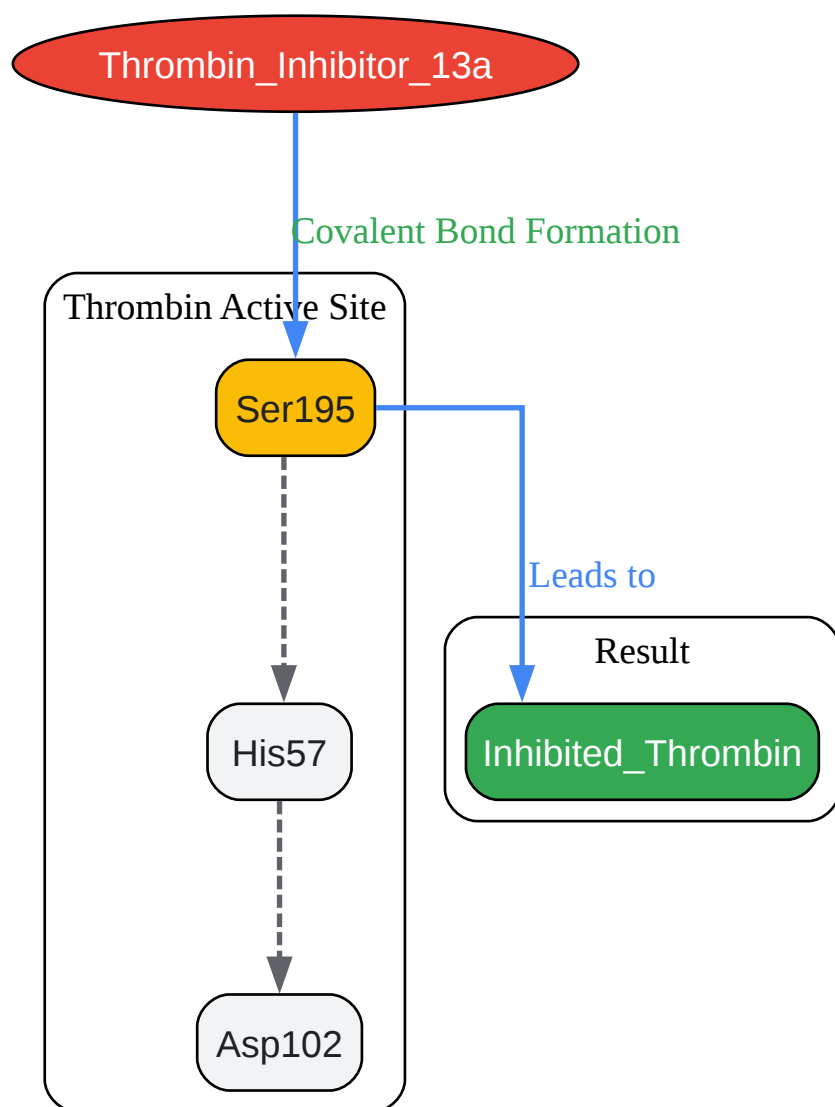 Thrombin_Inhibitor_13a
Covalent Bond Formation
Thrombin Active Site
Ser195
Leads to
Result
His57
Inhibited_Thrombin
Asp102